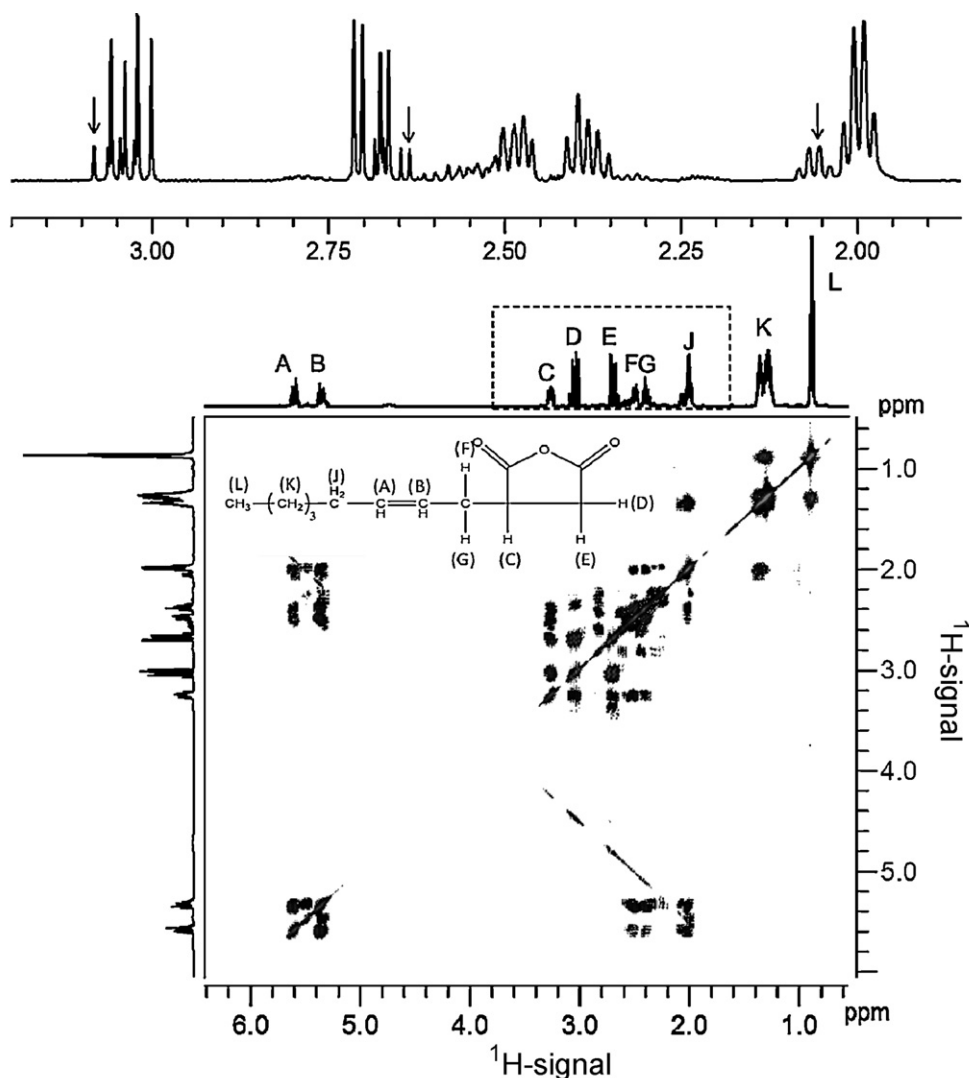 3.00 2.75 2.50 2.25 2.00
L
A B C D E F G J K
ppm
O O O
(F)
H
(L) (K) (J) (A) (B)
CH3 (CH2)3 H2C C H C H H (D)
H H H
(G) (C) (E)
1.0
2.0
3.0
4.0
5.0
1H-signal
6.0 5.0 4.0 3.0 2.0 1.0 ppm
1H-signal